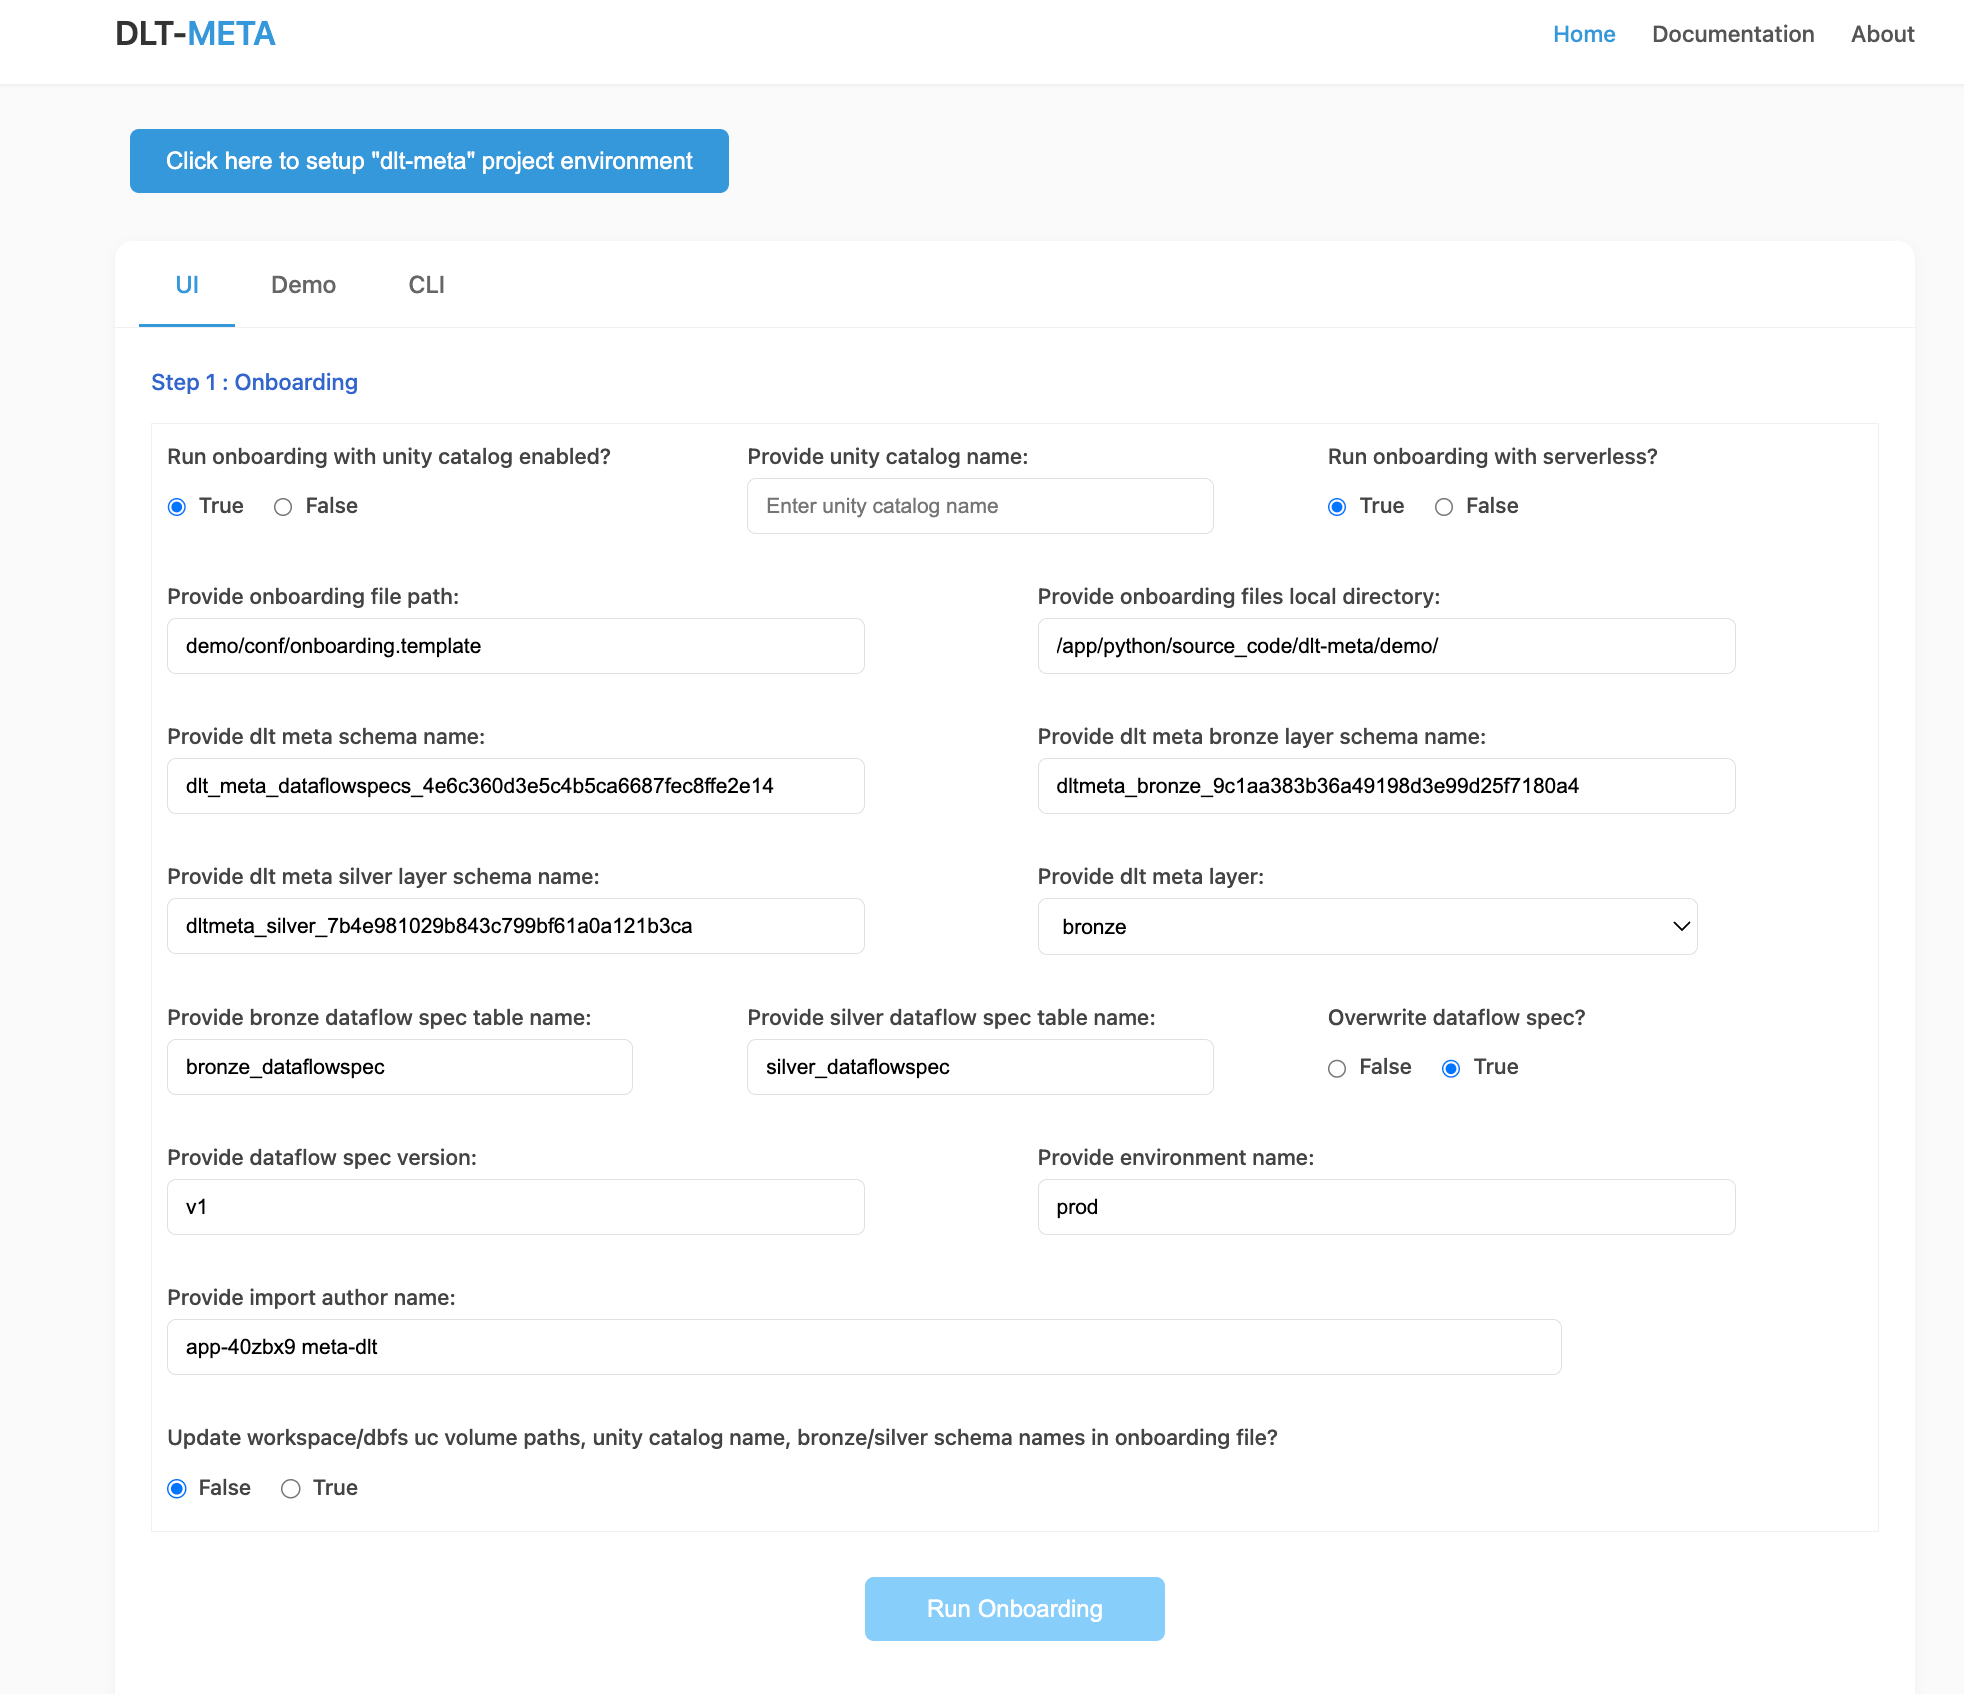 DLT-META
Home Documentation About
Click here to setup "dlt-meta" project environment
UI Demo CLI
Step 1 : Onboarding
Run onboarding with unity catalog enabled? Provide unity catalog name: Run onboarding with serverless?
True False Enter unity catalog name True False
Provide onboarding file path: Provide onboarding files local directory:
demo/conf/onboarding.template /app/python/source_code/dlt-meta/demo/
Provide dlt meta schema name: Provide dlt meta bronze layer schema name:
dlt_meta_dataflowspecs_4e6c360d3e5c4b5ca6687fec8ffe2e14 dltmeta_bronze_9c1aa383b36a49198d3e99d25f7180a4
Provide dlt meta silver layer schema name: Provide dlt meta layer:
dltmeta_silver_7b4e981029b843c799bf61a0a121b3ca bronze
Provide bronze dataflow spec table name: Provide silver dataflow spec table name: Overwrite dataflow spec?
bronze_dataflowspec silver_dataflowspec False True
Provide dataflow spec version: Provide environment name:
v1 prod
Provide import author name:
app-40zbx9 meta-dlt
Update workspace/dbfs uc volume paths, unity catalog name, bronze/silver schema names in onboarding file?
False True
Run Onboarding